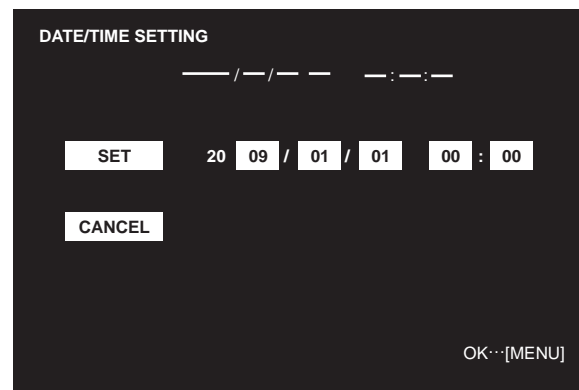 DATE/TIME SETTING
——/—/— — —:—:—
SET 20 09 / 01 / 01 00 : 00
CANCEL
OK···[MENU]